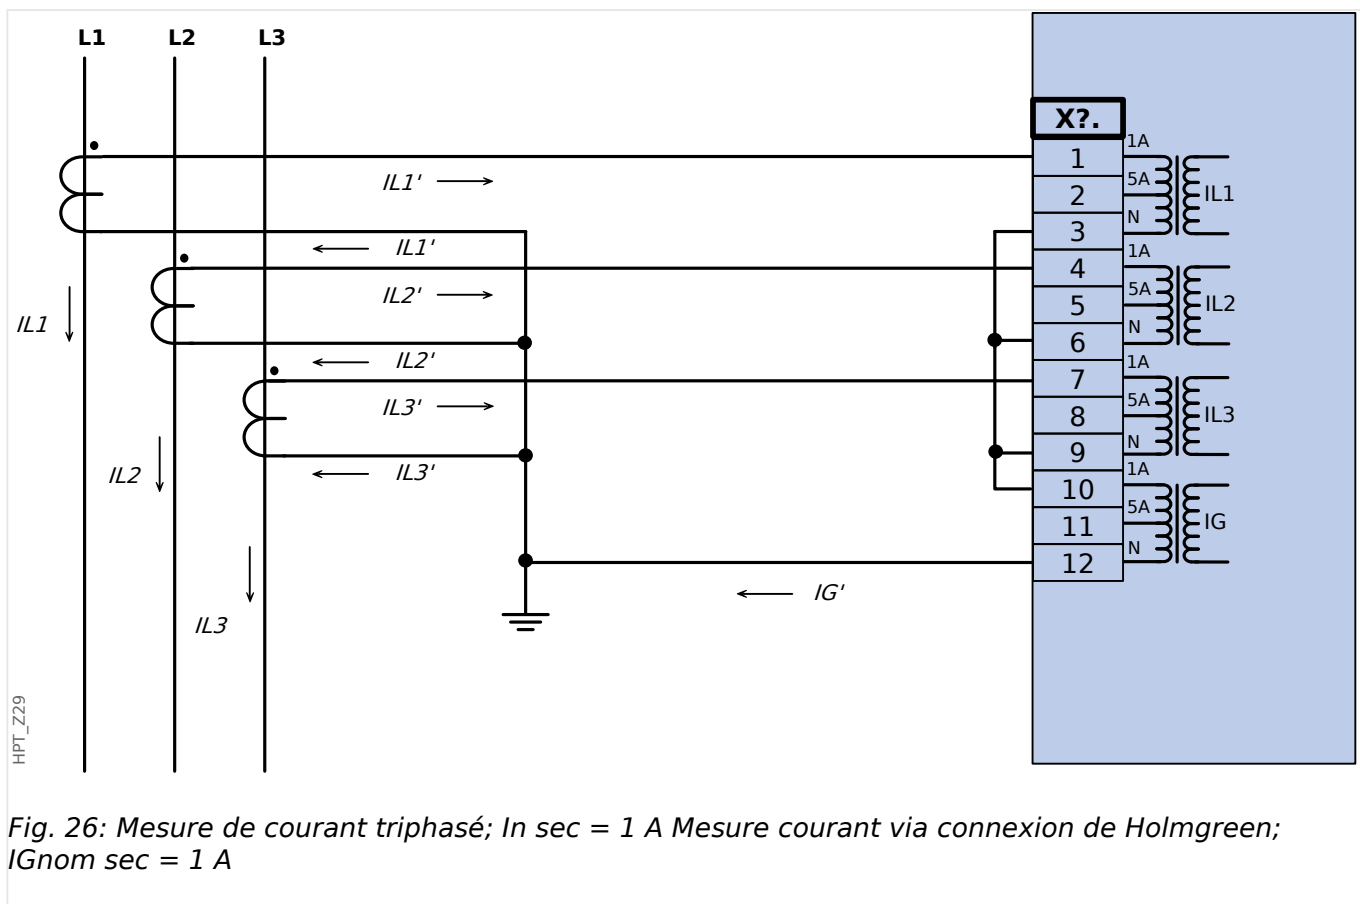 L1 L2 L3
X?.
1
2
3
4
5
6
7
8
9
10
11
12
1A
5A
N
IL1
1A
5A
N
IL2
1A
5A
N
IL3
1A
5A
N
IG
IL1'
IL1'
IL2'
IL2'
IL3'
IL3'
IG'
IL1
IL2
IL3
HPT_Z29
Fig. 26: Mesure de courant triphasé; In sec = 1 A Mesure courant via connexion de Holmgreen;
IGnom sec = 1 A